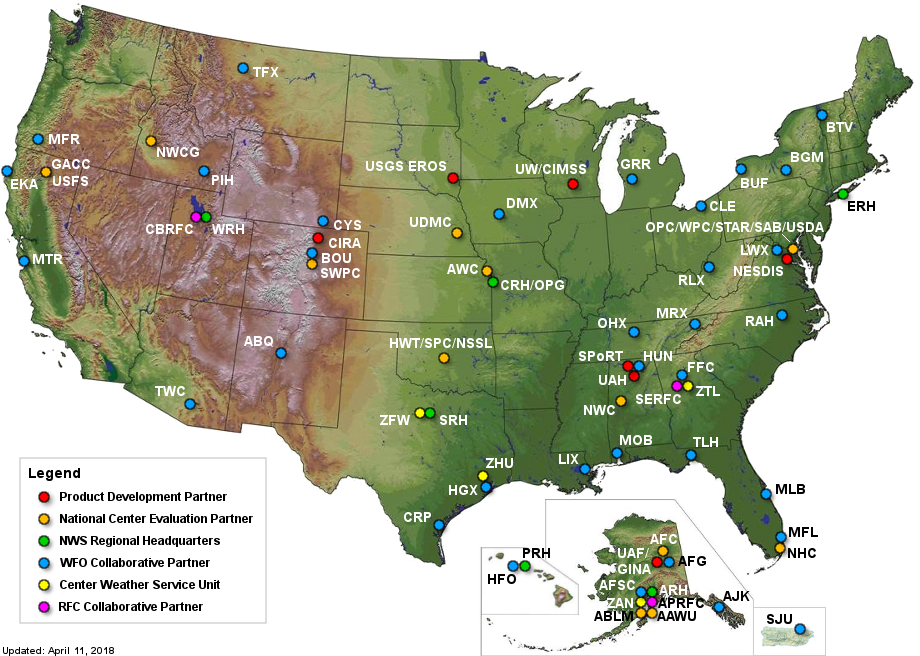 TFX
MFR
NWCG
GACC
USFS
EKA
PIH
CBRFC
WRH
MTR
CYS
CIRA
BOU
SWPC
ABQ
TWC
USGS EROS
UW/CIMSS
GRR
DMX
UDMC
AWC
CRH/OPG
HWT/SPC/NSSL
ZFW
SRH
BTV
BGM
BUF
CLE
ERH
OPC/WPC/STAR/SAB/USDA
LWX
NESDIS
RLX
RAH
MRX
OHX
SPoRT
HUN
UAH
FFC
SERFC
ZTL
NWC
MOB
TLH
LIX
ZHU
HGX
CRP
MLB
MFL
NHC
Legend
Product Development Partner
National Center Evaluation Partner
NWS Regional Headquarters
WFO Collaborative Partner
Center Weather Service Unit
RFC Collaborative Partner
PRH
HFO
AFC
UAF/
GINA
AFG
AFSC
ARH
ZAN
APRFC
ABLM
AAWU
AJK
SJU
Updated: April 11, 2018